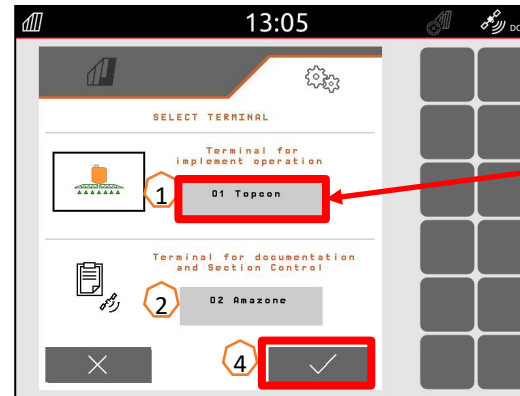 13:05
DC
SELECT TERMINAL
Terminal for
implement operation
1
01 Topcon
Terminal for documentation
and Section Control
2
02 Amazone
4